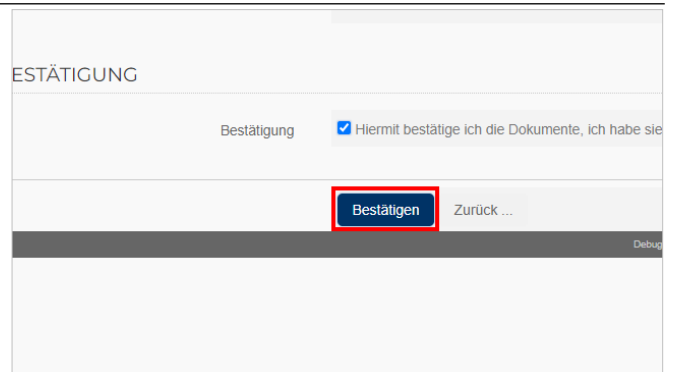 ESTÄTIGUNG
Bestätigung Hiermit bestätige ich die Dokumente, ich habe sie
Bestätigen Zurück ...
Debug